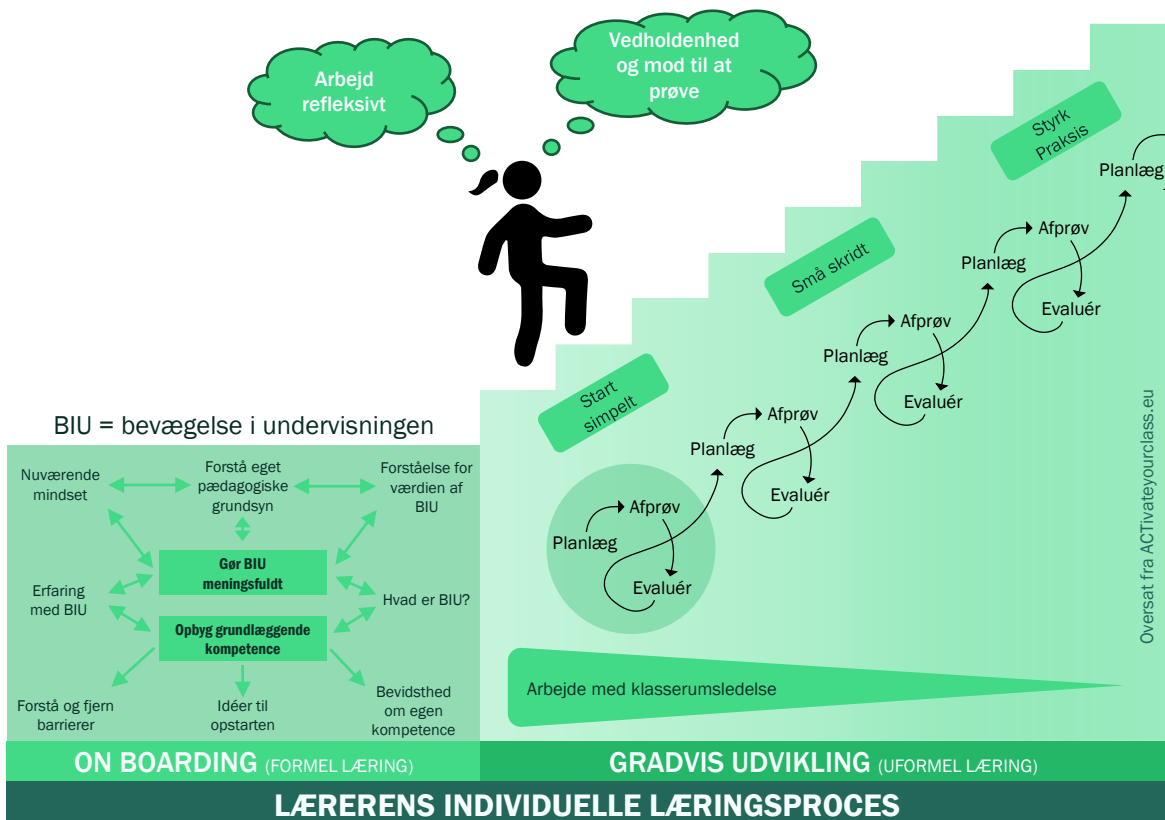 Arbejd
refleksivt
Vedholdenhed
og mod til at
prøve
Styrk
Praksis
Små skridt
Start
simpelt
Planlæg
Afprøv
Evaluér
Planlæg
Afprøv
Evaluér
Planlæg
Afprøv
Evaluér
Planlæg
Afprøv
Evaluér
Planlæg
BIU = bevægelse i undervisningen
Nuværende
mindset
Forstå eget
pædagogiske
grundsyn
Forståelse for
værdien af
BIU
Gør BIU
meningsfuldt
Erfaring
med BIU
Hvad er BIU?
Opbyg grundlæggende
kompetence
Forstå og fjern
barrierer
Idéer til
opstarten
Bevidsthed
om egen
kompetence
Arbejde med klasserumsledelse
Oversat fra ACTivateyourclass.eu
ON BOARDING (FORMEL LÆRING)
GRADVIS UDVIKLING (UFORMEL LÆRING)
LÆRERENS INDIVIDUELLE LÆRINGSPROCES